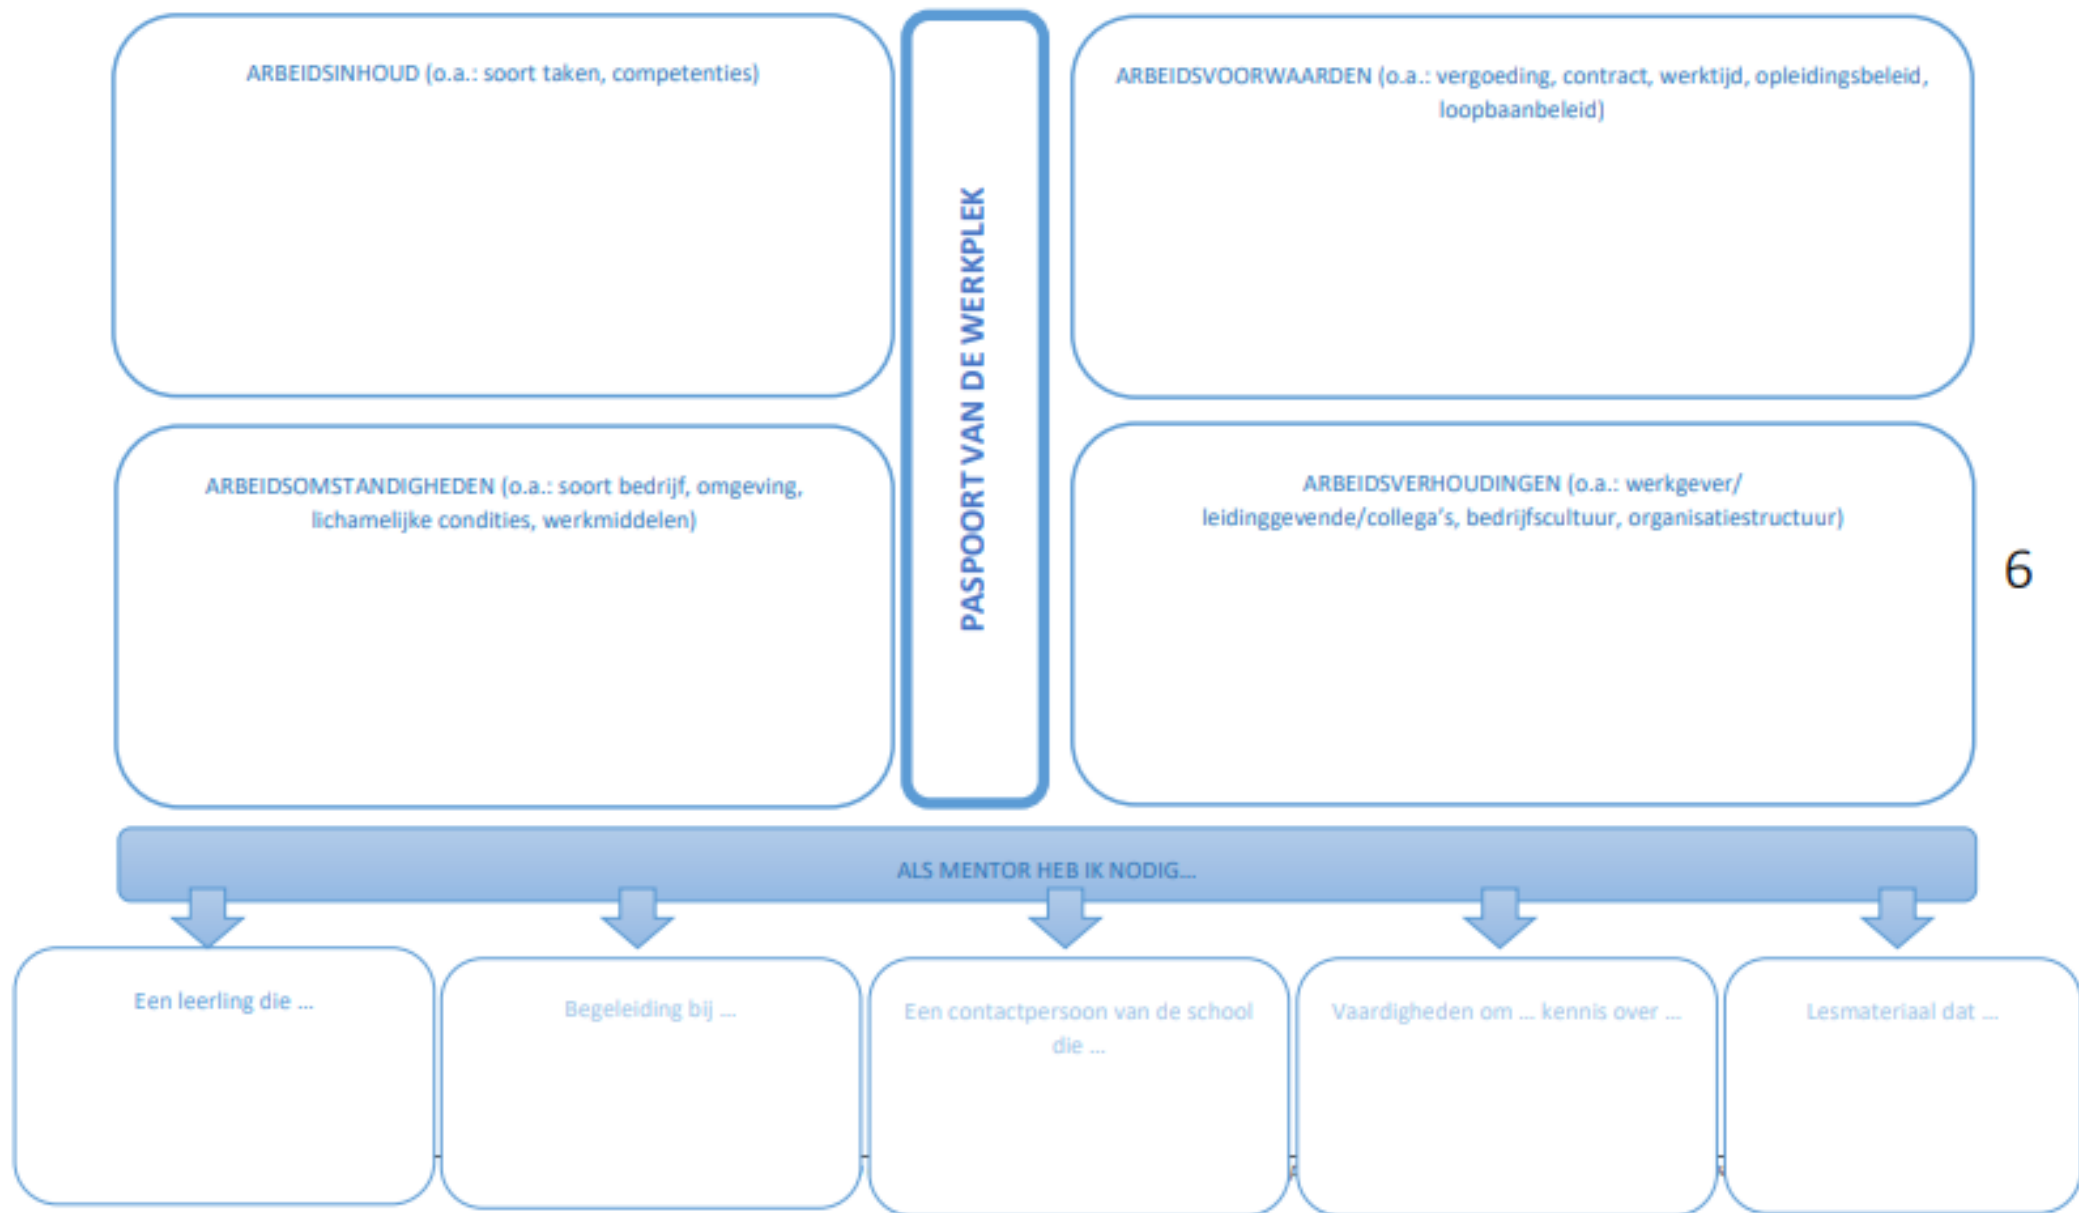 ARBEIDSINHOUD (o.a.: soort taken, competenties)
PASPOORT VAN DE WERKPLEK
ARBEIDSVOORWAARDEN (o.a.: vergoeding, contract, werktijd, opleidingsbeleid,
loopbaanbeleid)
ARBEIDSOMSTANDIGHEDEN (o.a.: soort bedrijf, omgeving,
lichamelijke condities, werkmiddelen)
ARBEIDSVERHOUDINGEN (o.a.: werkgever/
leidinggevende/collega's, bedrijfscultuur, organisatiestructuur)
6
ALS MENTOR HEB IK NODIG...
Een leerling die ...
Begeleiding bij ...
Een contactpersoon van de school
die ...
Vaardigheden om ... kennis over ...
Lesmateriaal dat ...